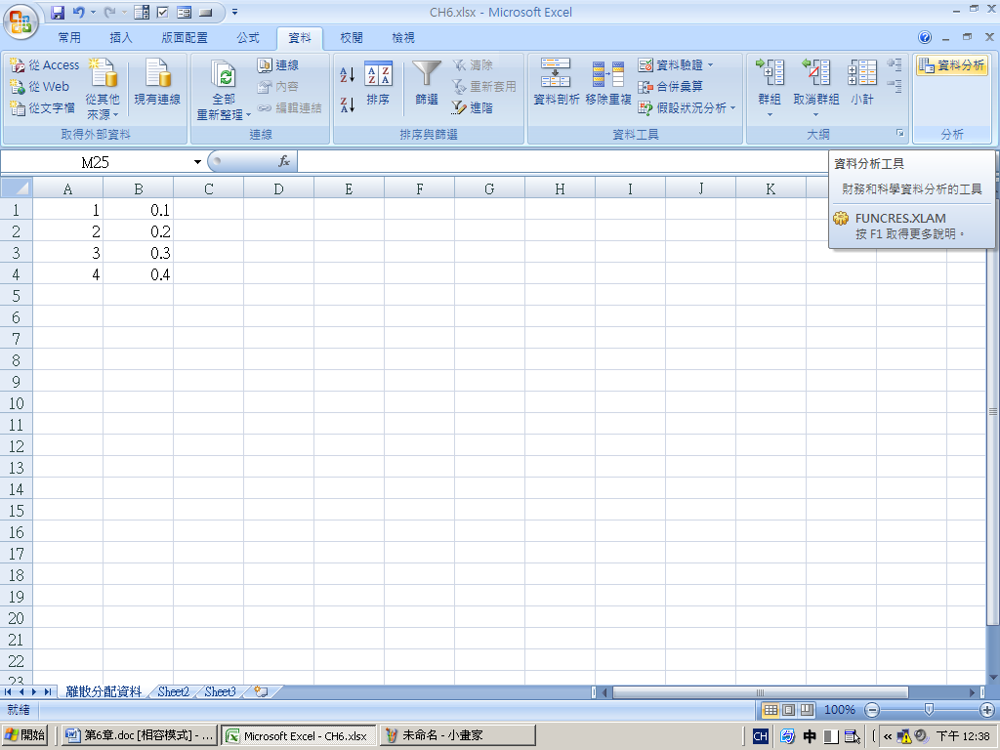 CH6.xlsx - Microsoft Excel
常用 插入 版面配置 公式 資料 校閱 檢視
從 Access
從 Web
從文字檔
從其他
來源
現有連線
取得外部資料
全部
重新整理
連線
內容
編輯連結
連線
排序
篩選
清除
重新套用
進階
排序與篩選
資料剖析
移除重複
資料驗證
合併彙算
假設狀況分析
資料工具
群組
取消群組
小計
大綱
資料分析
分析
M25
fx
資料分析工具
財務和科學資料分析的工具
FUNCRES.XLAM
按 F1 取得更多說明。
A B C D E F G H I J K
1 1 0.1
2 2 0.2
3 3 0.3
4 4 0.4
5
6
7
8
9
10
11
12
13
14
15
16
17
18
19
20
21
22
23
離散分配資料 Sheet2 Sheet3
就緒 100%
開始 第6章.doc [相容模式] - ... Microsoft Excel - CH6.xlsx 未命名 - 小畫家 CH 中 « 下午 12:38